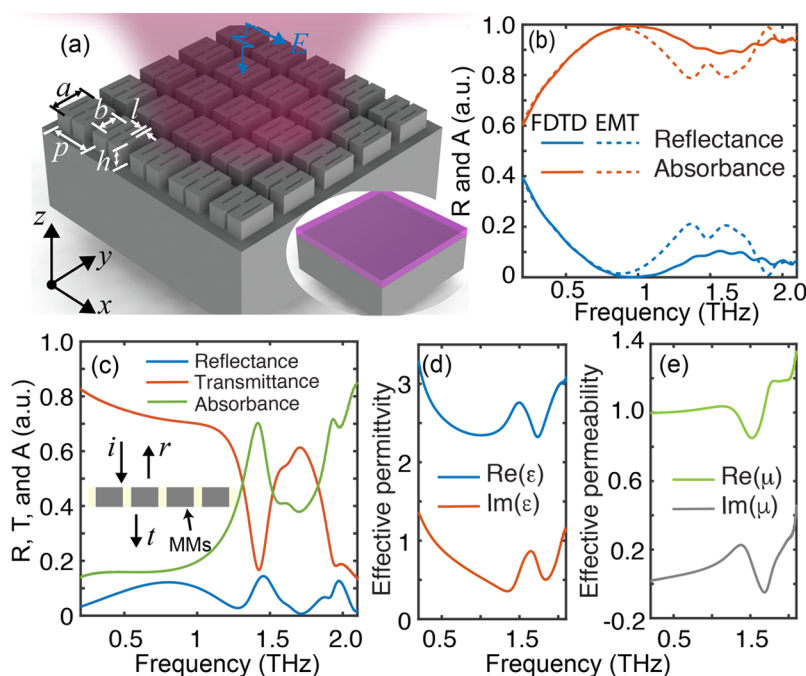 (a)
E
a
b
l
p
h
z
y
x
(b)
R and A (a.u.)
1.0
0.8
0.6
0.4
0.2
0
FDTD EMT
Reflectance
Absorbance
0.5 1 1.5 2.0
Frequency (THz)
(c)
R, T, and A (a.u.)
1.0
0.8
0.6
0.4
0.2
0
Reflectance
Transmittance
Absorbance
i
r
t
MMs
0.5 1 1.5 2.0
Frequency (THz)
(d)
Effective permittvity
3
2
1
0
Re(ε)
Im(ε)
0.5 1.5
(e)
Effective permeability
1.4
1.0
0.6
0.2
-0.2
Re(μ)
Im(μ)
0.5 1.5
Frequency (THz)